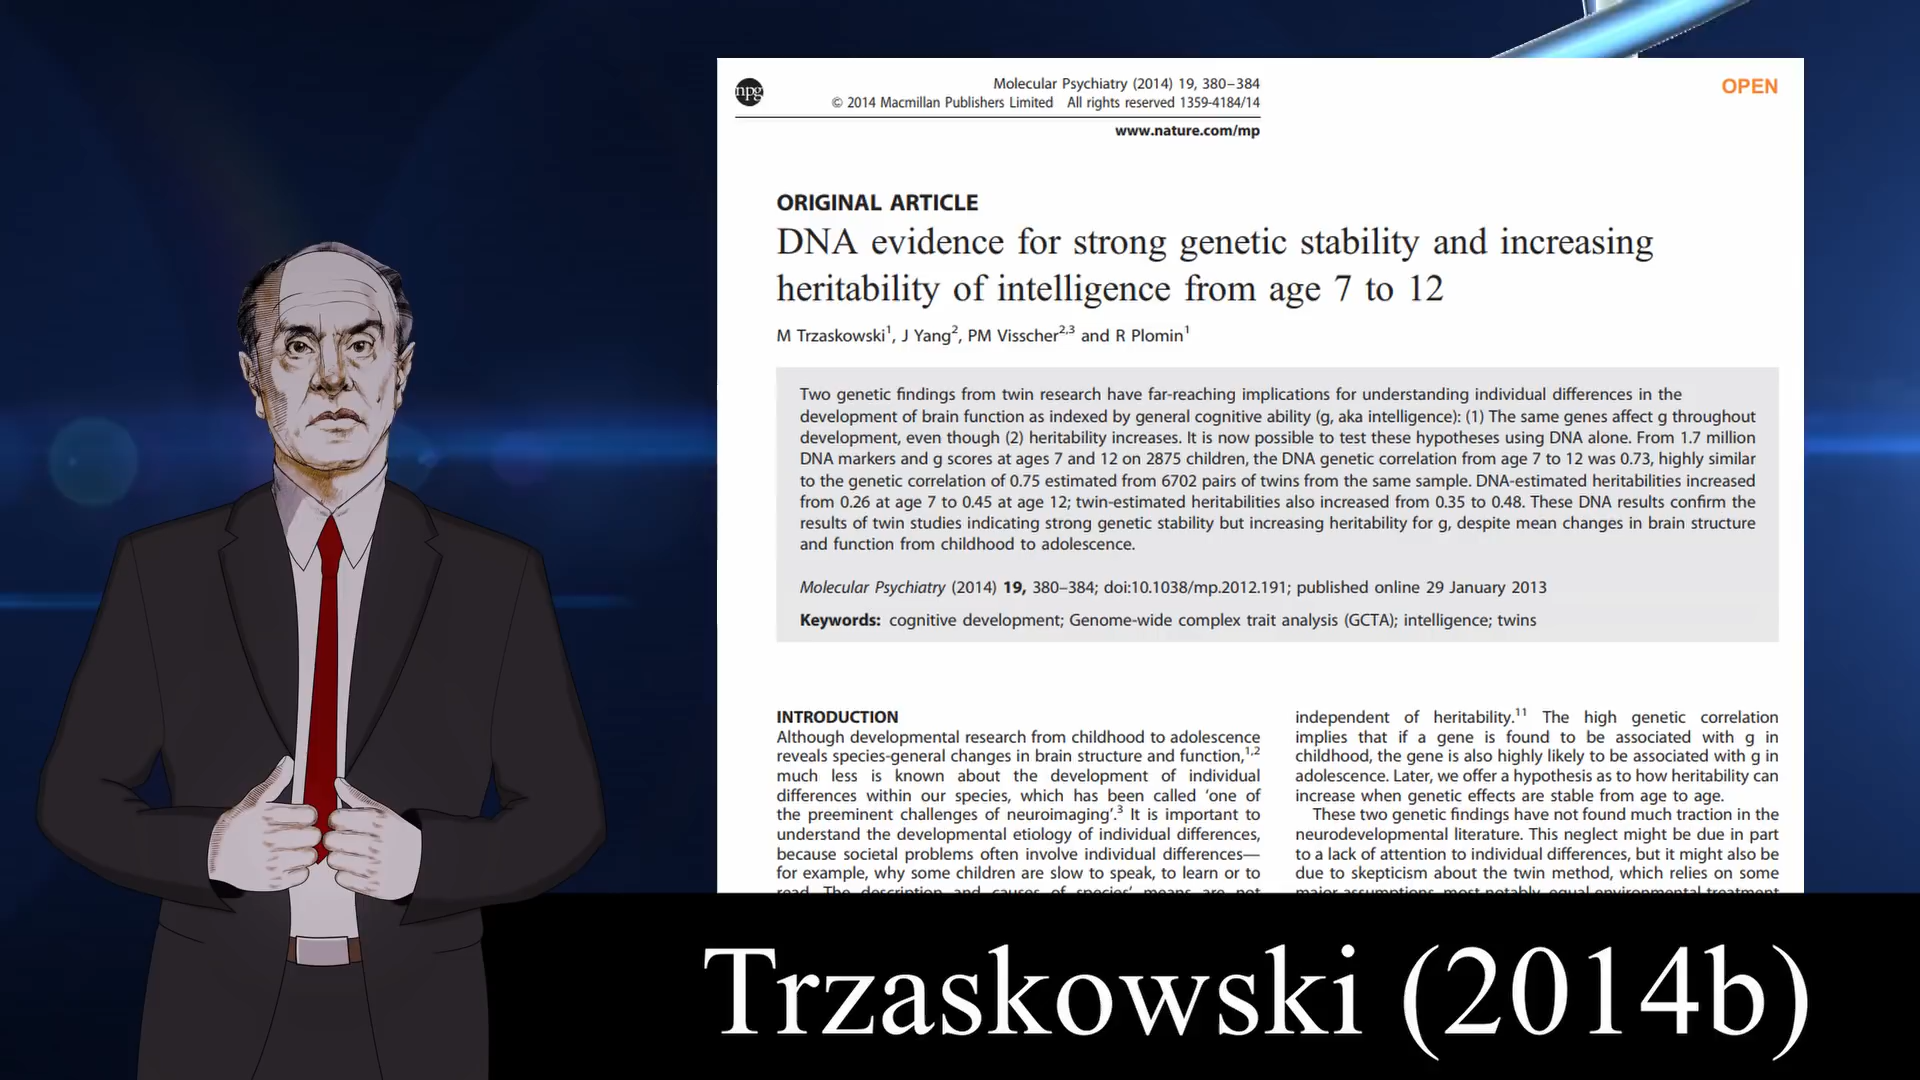 npg
Molecular Psychiatry (2014) 19, 380–384
© 2014 Macmillan Publishers Limited All rights reserved 1359-4184/14
www.nature.com/mp
OPEN
ORIGINAL ARTICLE
DNA evidence for strong genetic stability and increasing
heritability of intelligence from age 7 to 12
M Trzaskowski1, J Yang2, PM Visscher2,3 and R Plomin1
Two genetic findings from twin research have far-reaching implications for understanding individual differences in the
development of brain function as indexed by general cognitive ability (g, aka intelligence): (1) The same genes affect g throughout
development, even though (2) heritability increases. It is now possible to test these hypotheses using DNA alone. From 1.7 million
DNA markers and g scores at ages 7 and 12 on 2875 children, the DNA genetic correlation from age 7 to 12 was 0.73, highly similar
to the genetic correlation of 0.75 estimated from 6702 pairs of twins from the same sample. DNA-estimated heritabilities increased
from 0.26 at age 7 to 0.45 at age 12; twin-estimated heritabilities also increased from 0.35 to 0.48. These DNA results confirm the
results of twin studies indicating strong genetic stability but increasing heritability for g, despite mean changes in brain structure
and function from childhood to adolescence.
Molecular Psychiatry (2014) 19, 380–384; doi:10.1038/mp.2012.191; published online 29 January 2013
Keywords: cognitive development; Genome-wide complex trait analysis (GCTA); intelligence; twins
INTRODUCTION
Although developmental research from childhood to adolescence
reveals species-general changes in brain structure and function,1,2
much less is known about the development of individual
differences within our species, which has been called 'one of
the preeminent challenges of neuroimaging'.3 It is important to
understand the developmental etiology of individual differences,
because societal problems often involve individual differences—
for example, why some children are slow to speak, to learn or to
read. The description and causes of species' means are not
independent of heritability.11 The high genetic correlation
implies that if a gene is found to be associated with g in
childhood, the gene is also highly likely to be associated with g in
adolescence. Later, we offer a hypothesis as to how heritability can
increase when genetic effects are stable from age to age.
These two genetic findings have not found much traction in the
neurodevelopmental literature. This neglect might be due in part
to a lack of attention to individual differences, but it might also be
due to skepticism about the twin method, which relies on some
major assumptions, most notably, equal environmental treatment
Trzaskowski (2014b)